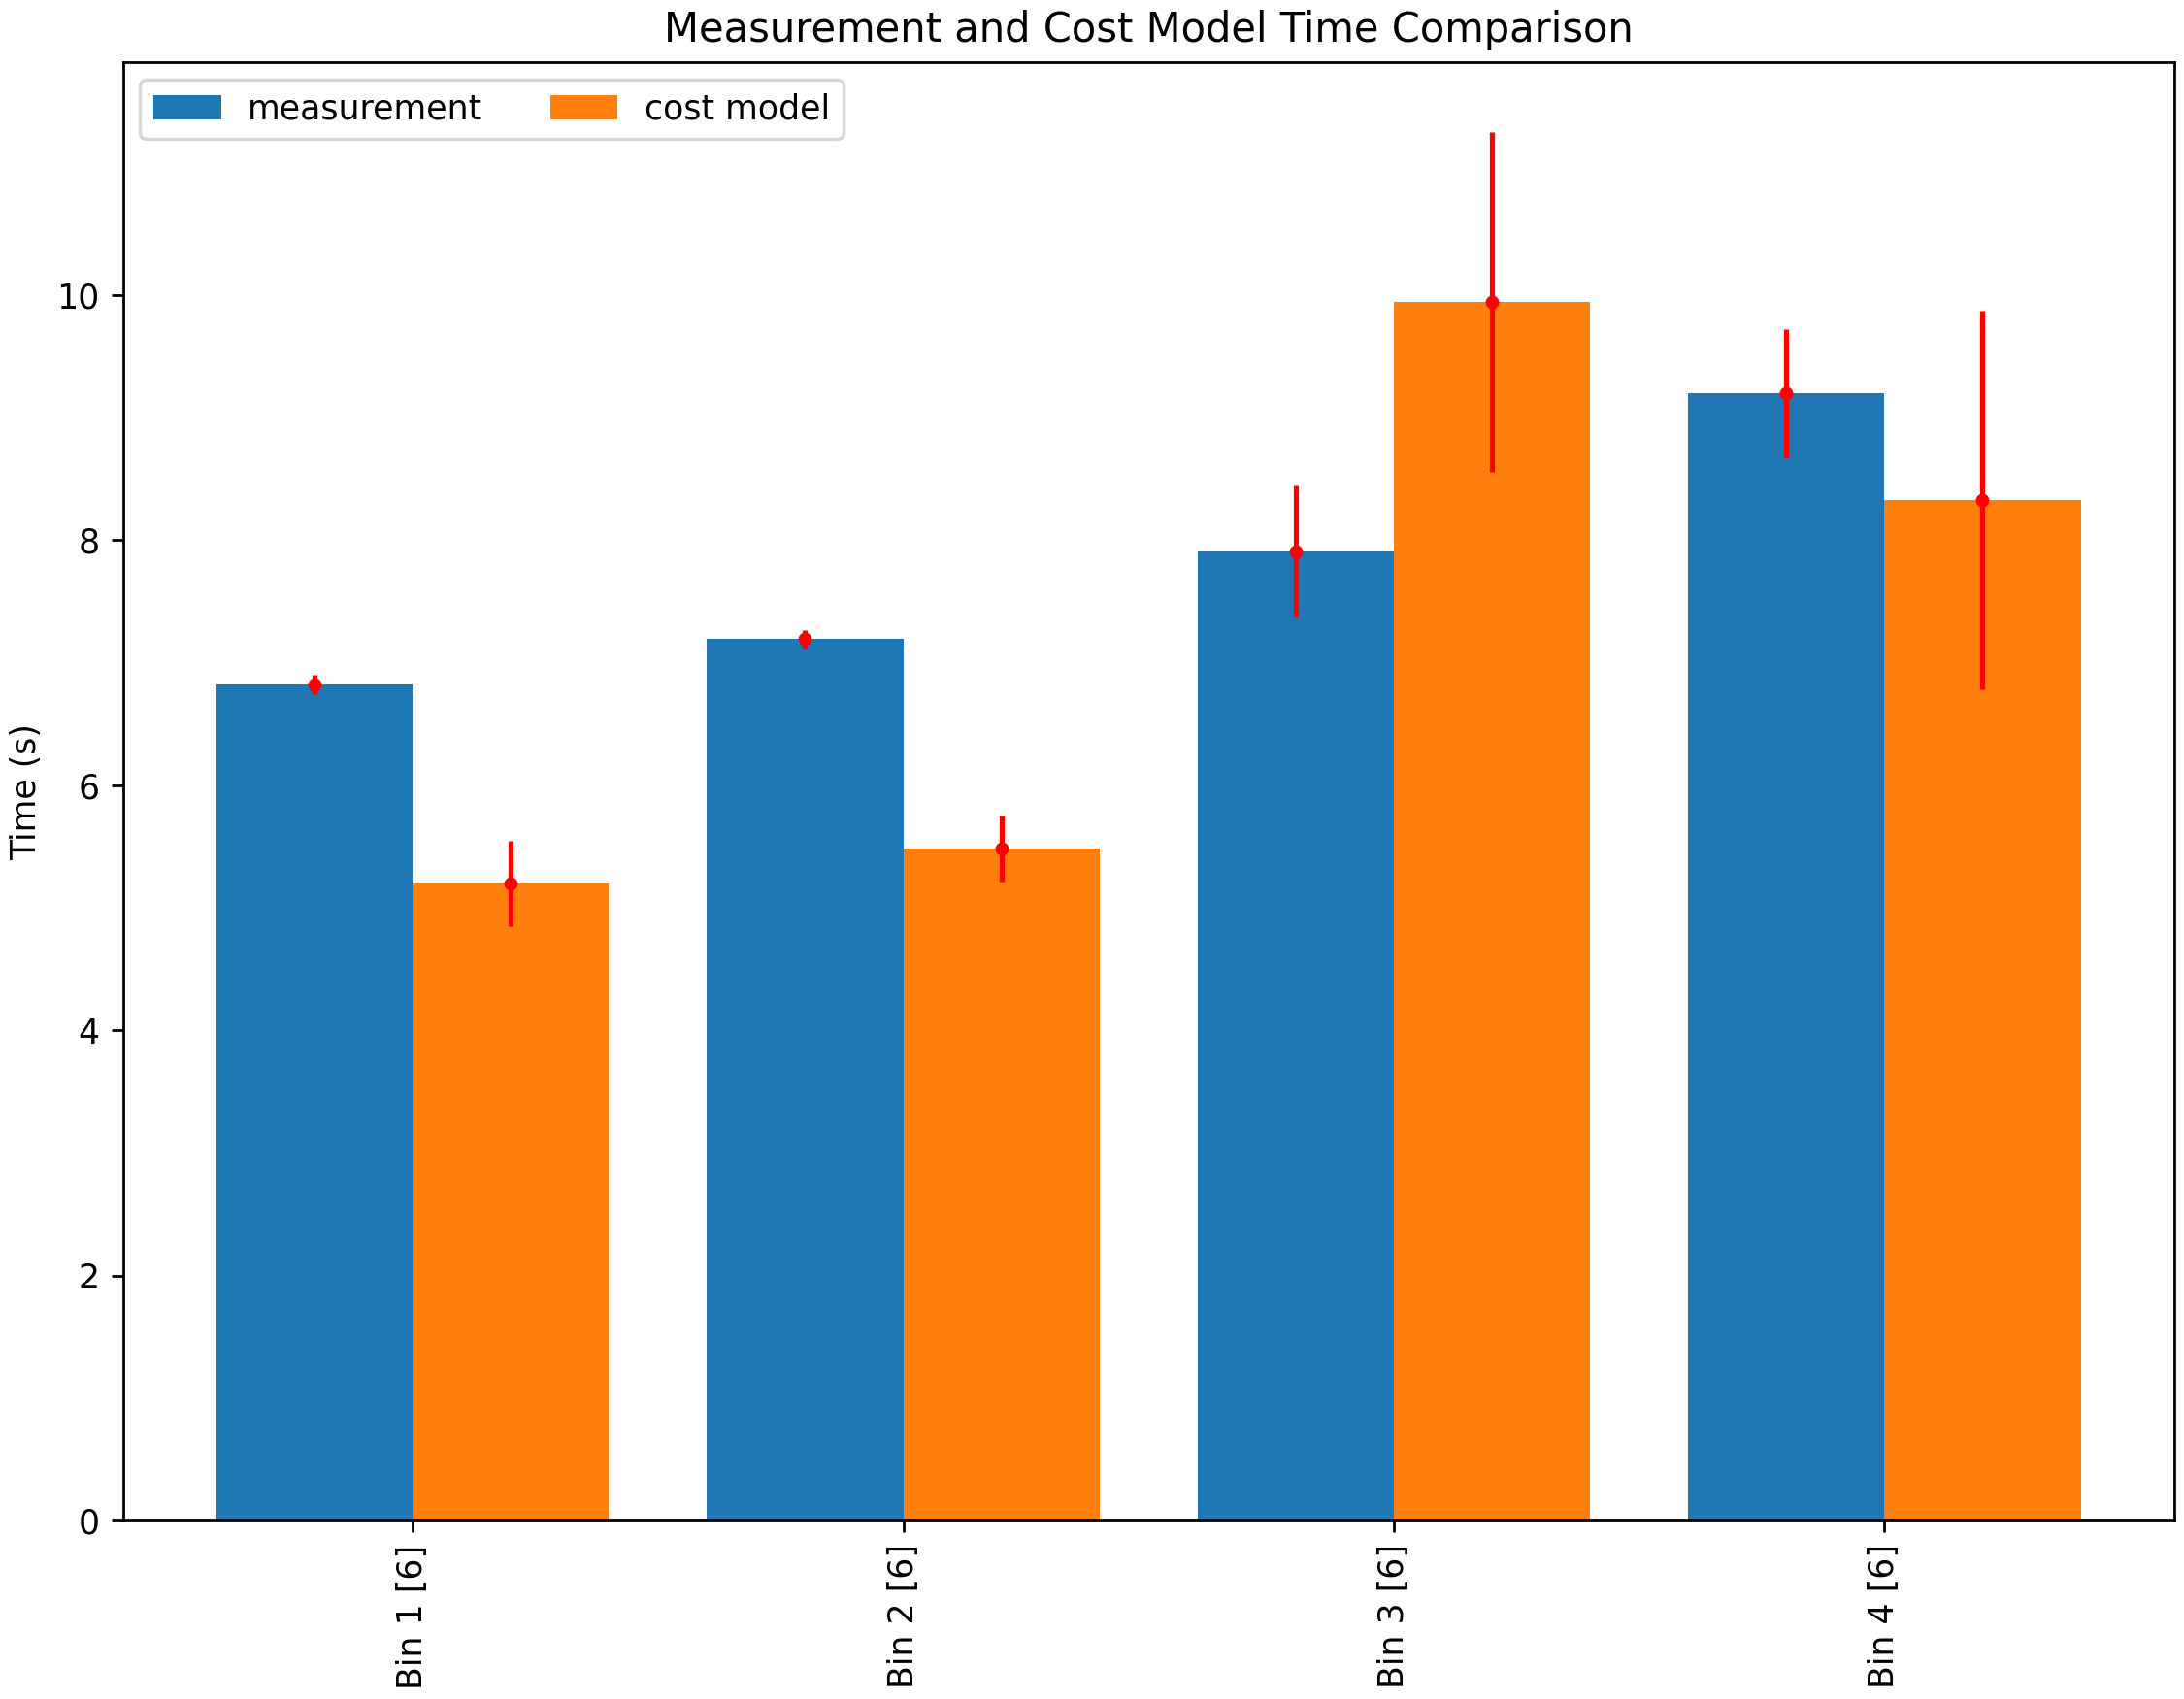 Measurement and Cost Model Time Comparison
measurement cost model
Time (s)
10
8
6
4
2
0
Bin 1 [6]
Bin 2 [6]
Bin 3 [6]
Bin 4 [6]